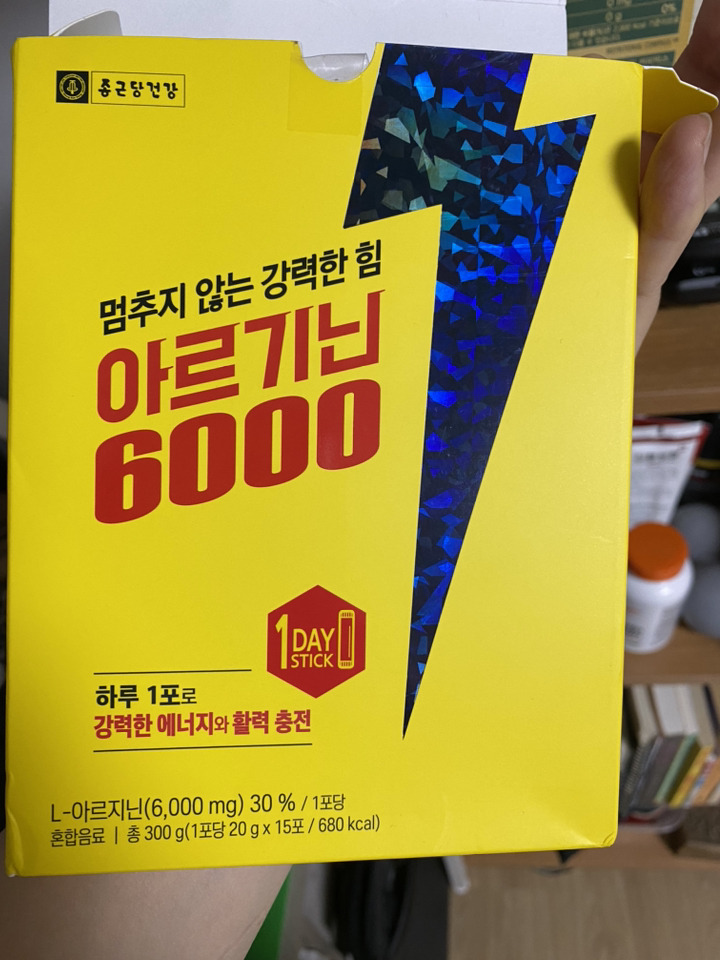 종근당건강
멈추지 않는 강력한 힘
아르기닌
6000
1 DAY
STICK
하루 1포로
강력한 에너지와 활력 충전
L-아르지닌(6,000 mg) 30 % / 1포당
혼합음료 | 총 300 g(1포당 20 g x 15포 / 680 kcal)
0 g
0%